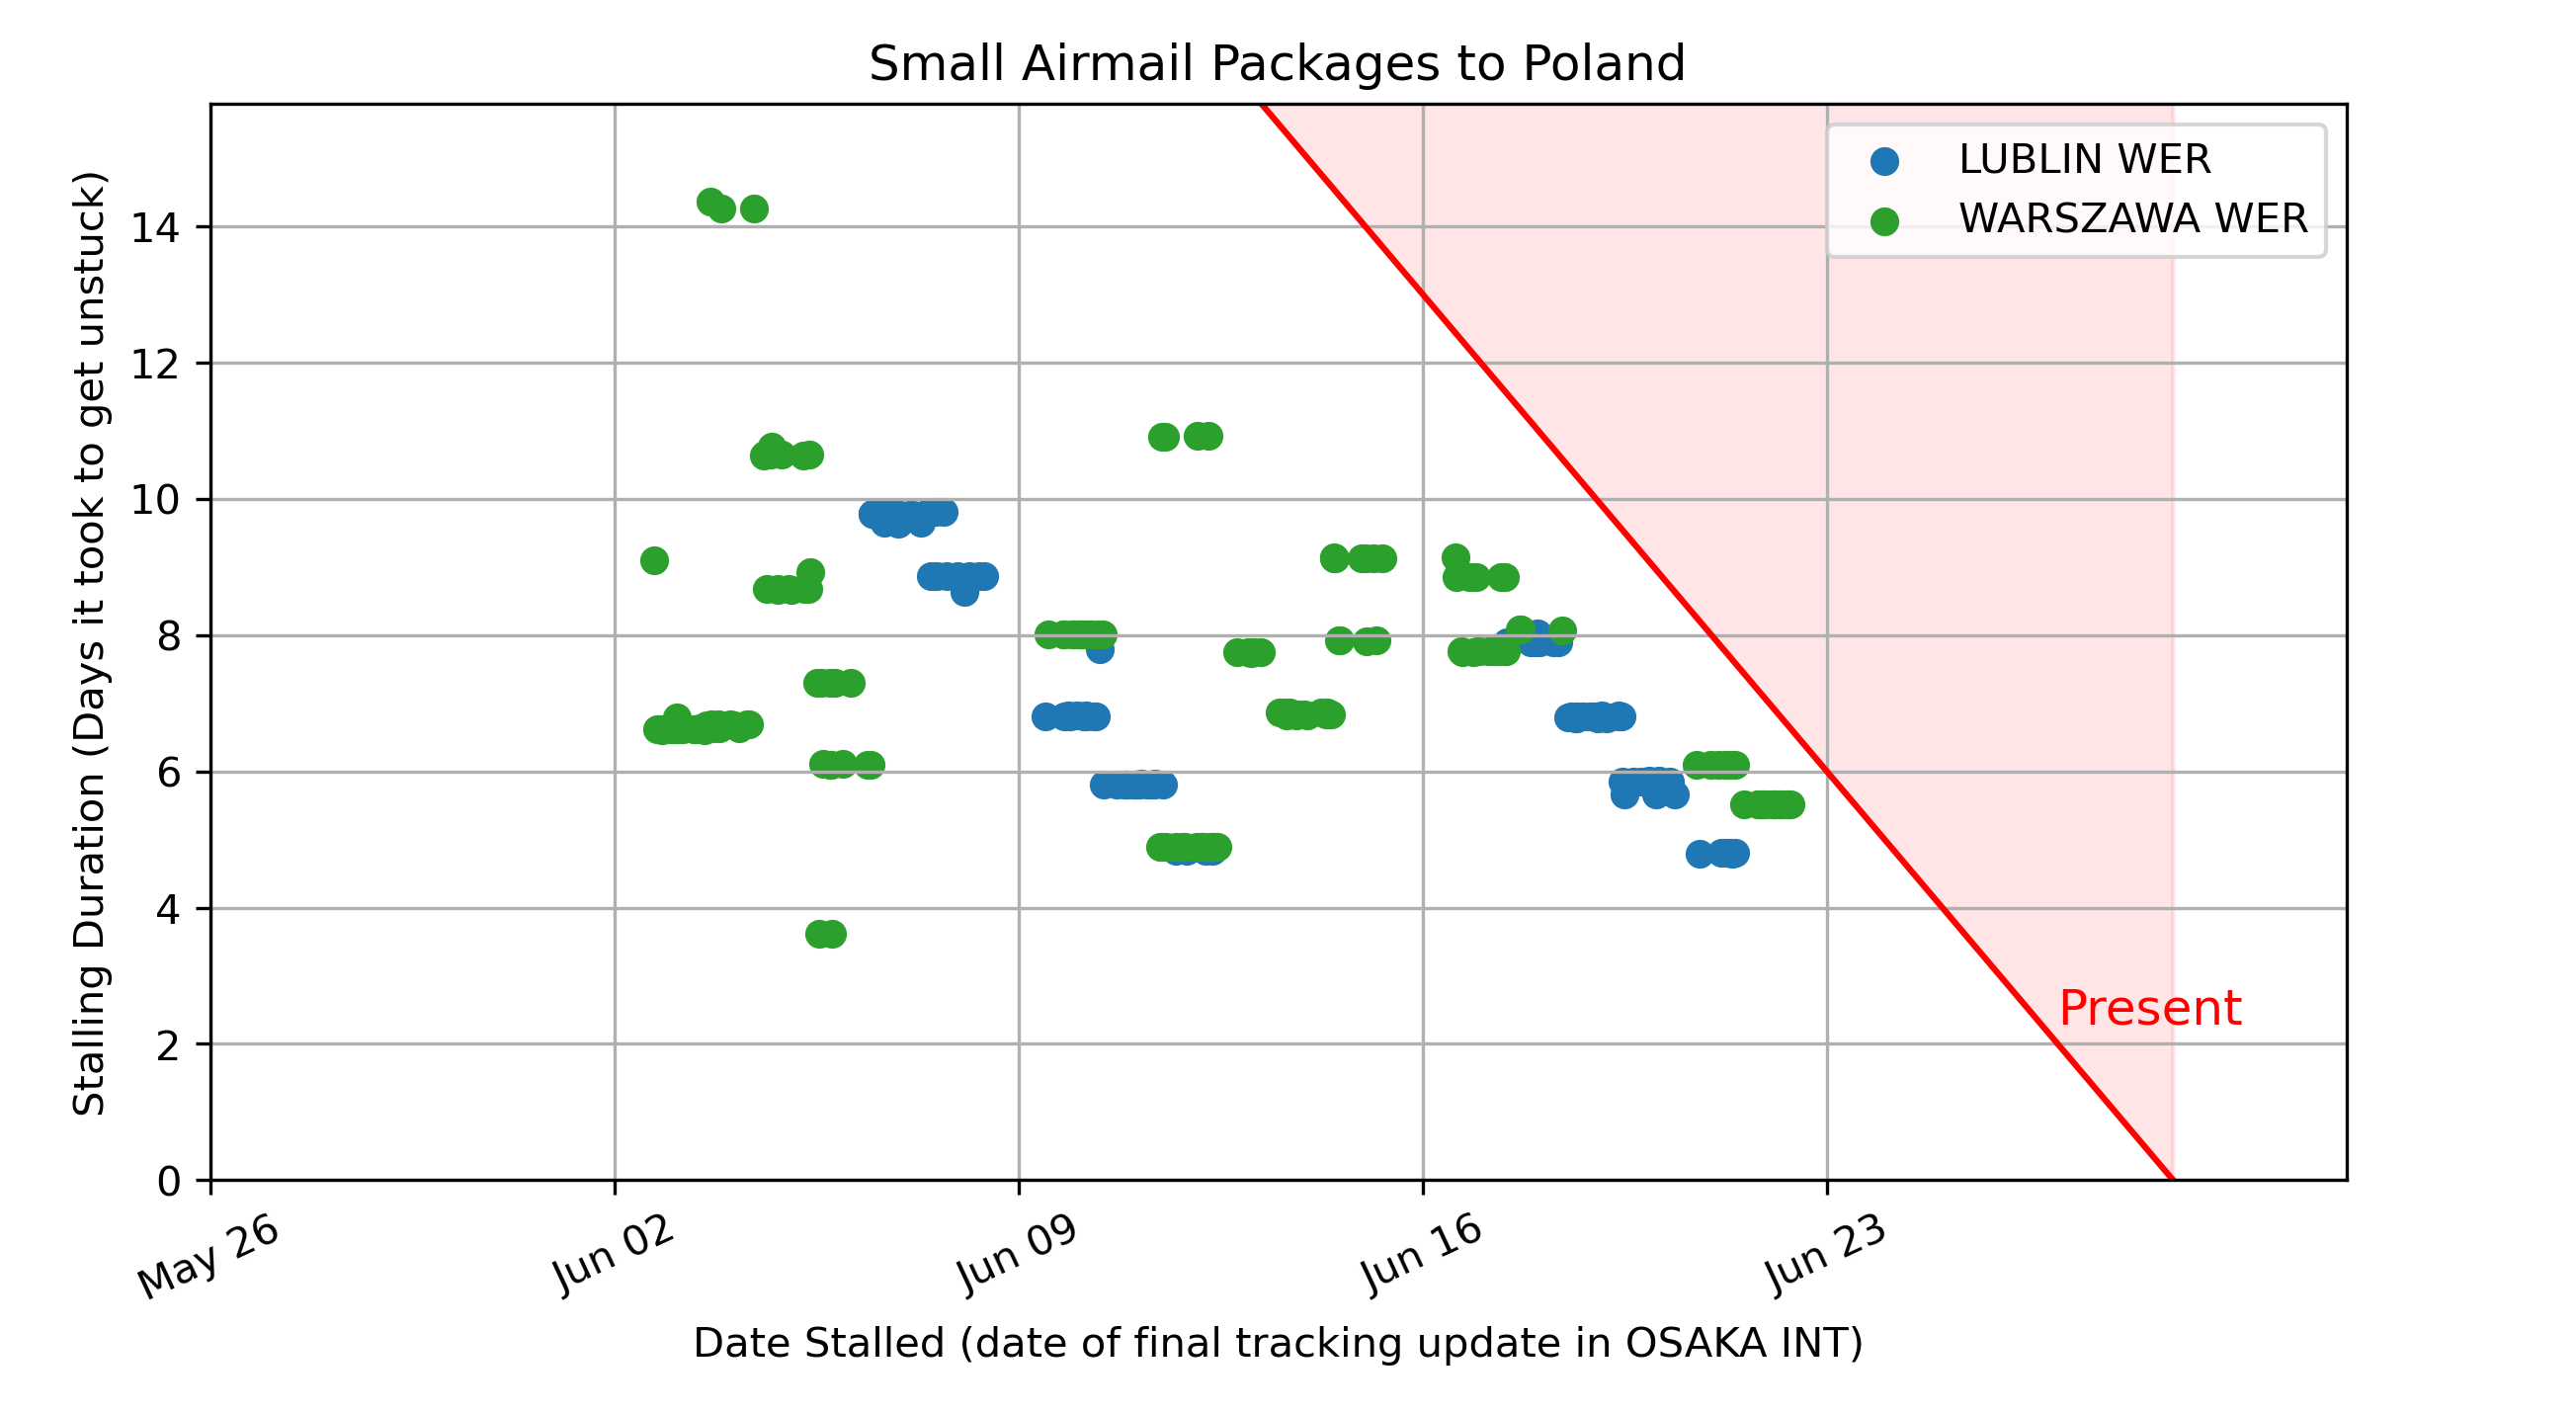 Small Airmail Packages to Poland
Stalling Duration (Days it took to get unstuck)
14
12
10
8
6
4
2
0
LUBLIN WER
WARSZAWA WER
Present
May 26
Jun 02
Jun 09
Jun 16
Jun 23
Date Stalled (date of final tracking update in OSAKA INT)